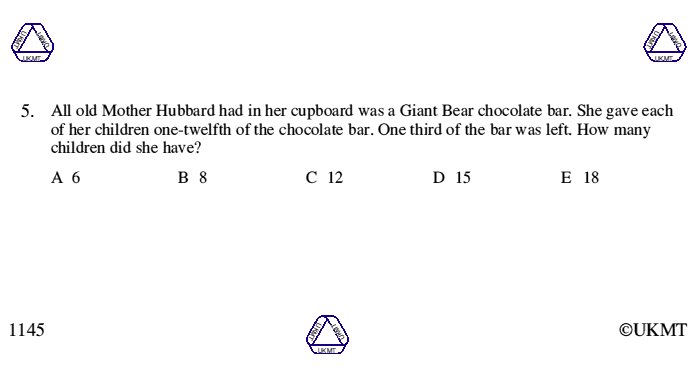 UKMT UKMT UKMT
UKMT UKMT UKMT
5. All old Mother Hubbard had in her cupboard was a Giant Bear chocolate bar. She gave each
of her children one-twelfth of the chocolate bar. One third of the bar was left. How many
children did she have?
A 6 B 8 C 12 D 15 E 18
1145
UKMT UKMT UKMT
©UKMT